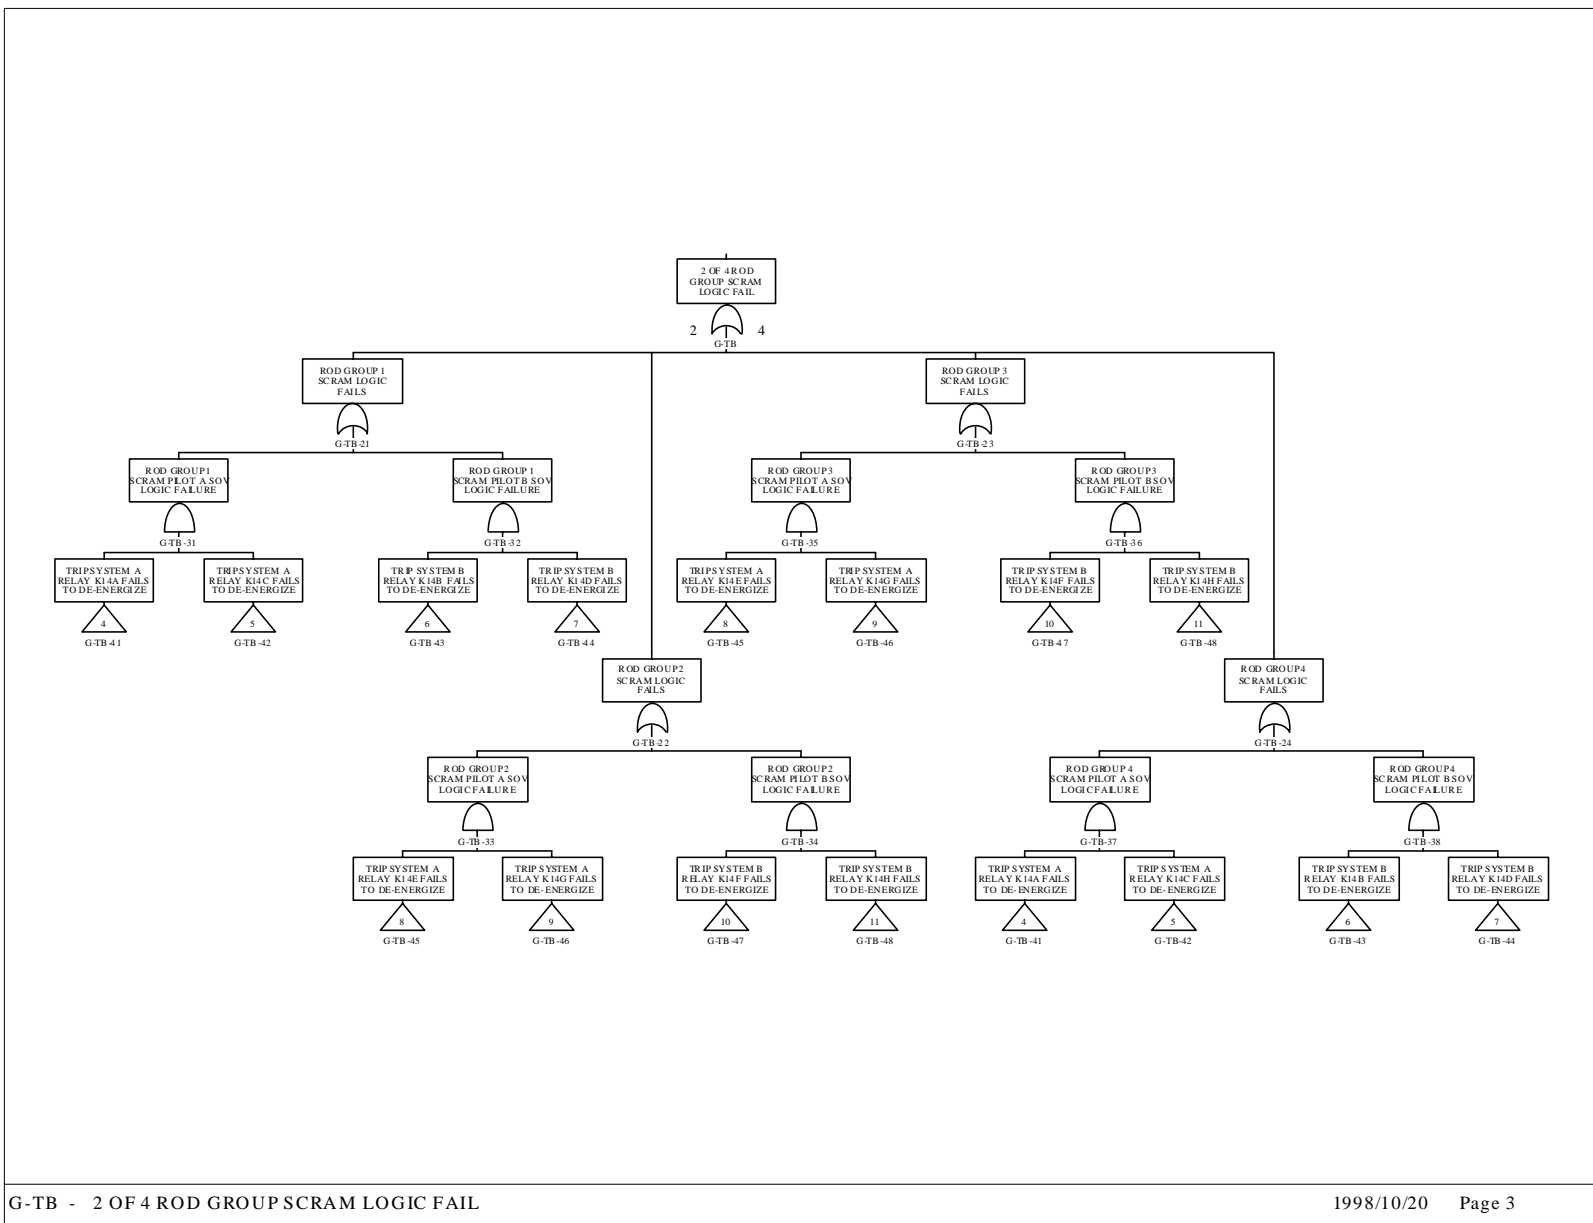 2 OF 4 ROD
GROUP SCRAM
LOGIC FAIL
2 4
G-TB
ROD GROUP 1
SCRAM LOGIC
FAILS
G-TB-21
ROD GROUP 3
SCRAM LOGIC
FAILS
G-TB-23
ROD GROUP 1
SCRAM PILOT A SOV
LOGIC FAILURE
G-TB-31
ROD GROUP 1
SCRAM PILOT B SOV
LOGIC FAILURE
G-TB-32
ROD GROUP 3
SCRAM PILOT A SOV
LOGIC FAILURE
G-TB-35
ROD GROUP 3
SCRAM PILOT B SOV
LOGIC FAILURE
G-TB-36
TRIP SYSTEM A
RELAY K14A FAILS
TO DE-ENERGIZE
4
G-TB-41
TRIP SYSTEM A
RELAY K14C FAILS
TO DE-ENERGIZE
5
G-TB-42
TRIP SYSTEM B
RELAY K14B FAILS
TO DE-ENERGIZE
6
G-TB-43
TRIP SYSTEM B
RELAY K14D FAILS
TO DE-ENERGIZE
7
G-TB-44
TRIP SYSTEM A
RELAY K14E FAILS
TO DE-ENERGIZE
8
G-TB-45
TRIP SYSTEM A
RELAY K14G FAILS
TO DE-ENERGIZE
9
G-TB-46
TRIP SYSTEM B
RELAY K14F FAILS
TO DE-ENERGIZE
10
G-TB-47
TRIP SYSTEM B
RELAY K14H FAILS
TO DE-ENERGIZE
11
G-TB-48
ROD GROUP 2
SCRAM LOGIC
FAILS
G-TB-22
ROD GROUP 4
SCRAM LOGIC
FAILS
G-TB-24
ROD GROUP 2
SCRAM PILOT A SOV
LOGIC FAILURE
G-TB-33
ROD GROUP 2
SCRAM PILOT B SOV
LOGIC FAILURE
G-TB-34
ROD GROUP 4
SCRAM PILOT A SOV
LOGIC FAILURE
G-TB-37
ROD GROUP 4
SCRAM PILOT B SOV
LOGIC FAILURE
G-TB-38
TRIP SYSTEM A
RELAY K14E FAILS
TO DE-ENERGIZE
8
G-TB-45
TRIP SYSTEM A
RELAY K14G FAILS
TO DE-ENERGIZE
9
G-TB-46
TRIP SYSTEM B
RELAY K14F FAILS
TO DE-ENERGIZE
10
G-TB-47
TRIP SYSTEM B
RELAY K14H FAILS
TO DE-ENERGIZE
11
G-TB-48
TRIP SYSTEM A
RELAY K14A FAILS
TO DE-ENERGIZE
4
G-TB-41
TRIP SYSTEM A
RELAY K14C FAILS
TO DE-ENERGIZE
5
G-TB-42
TRIP SYSTEM B
RELAY K14B FAILS
TO DE-ENERGIZE
6
G-TB-43
TRIP SYSTEM B
RELAY K14D FAILS
TO DE-ENERGIZE
7
G-TB-44
G-TB - 2 OF 4 ROD GROUP SCRAM LOGIC FAIL
1998/10/20 Page 3